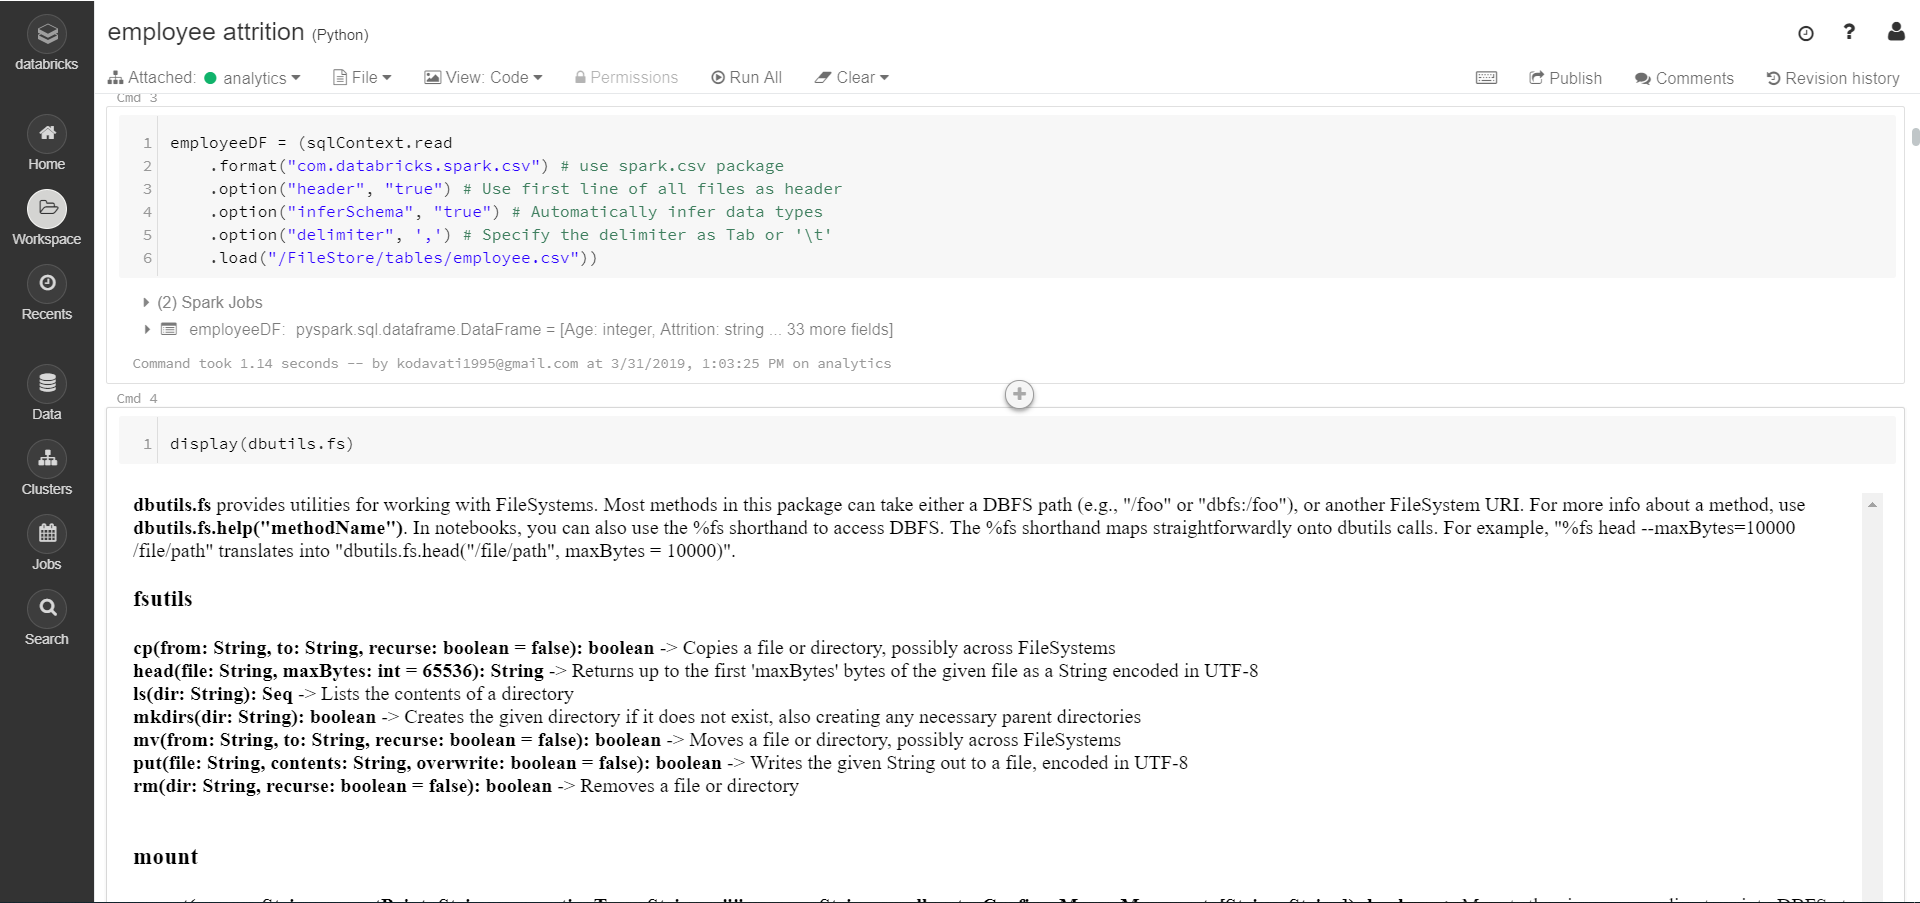 databricks
Home
Workspace
Recents
Data
Clusters
Jobs
Search
employee attrition (Python)
?
Attached: analytics File View: Code Permissions Run All Clear Publish Comments Revision history
Cmd 3
1 employeeDF = (sqlContext.read
2 .format("com.databricks.spark.csv") # use spark.csv package
3 .option("header", "true") # Use first line of all files as header
4 .option("inferSchema", "true") # Automatically infer data types
5 .option("delimiter", ',') # Specify the delimiter as Tab or '\t'
6 .load("/FileStore/tables/employee.csv"))
(2) Spark Jobs
employeeDF: pyspark.sql.dataframe.DataFrame = [Age: integer, Attrition: string ... 33 more fields]
Command took 1.14 seconds -- by kodavati1995@gmail.com at 3/31/2019, 1:03:25 PM on analytics
Cmd 4
1 display(dbutils.fs)
dbutils.fs provides utilities for working with FileSystems. Most methods in this package can take either a DBFS path (e.g., "/foo" or "dbfs:/foo"), or another FileSystem URI. For more info about a method, use
dbutils.fs.help("methodName"). In notebooks, you can also use the %fs shorthand to access DBFS. The %fs shorthand maps straightforwardly onto dbutils calls. For example, "%fs head --maxBytes=10000
/file/path" translates into "dbutils.fs.head("/file/path", maxBytes = 10000)".
fsutils
cp(from: String, to: String, recurse: boolean = false): boolean -> Copies a file or directory, possibly across FileSystems
head(file: String, maxBytes: int = 65536): String -> Returns up to the first 'maxBytes' bytes of the given file as a String encoded in UTF-8
ls(dir: String): Seq -> Lists the contents of a directory
mkdirs(dir: String): boolean -> Creates the given directory if it does not exist, also creating any necessary parent directories
mv(from: String, to: String, recurse: boolean = false): boolean -> Moves a file or directory, possibly across FileSystems
put(file: String, contents: String, overwrite: boolean = false): boolean -> Writes the given String out to a file, encoded in UTF-8
rm(dir: String, recurse: boolean = false): boolean -> Removes a file or directory
mount